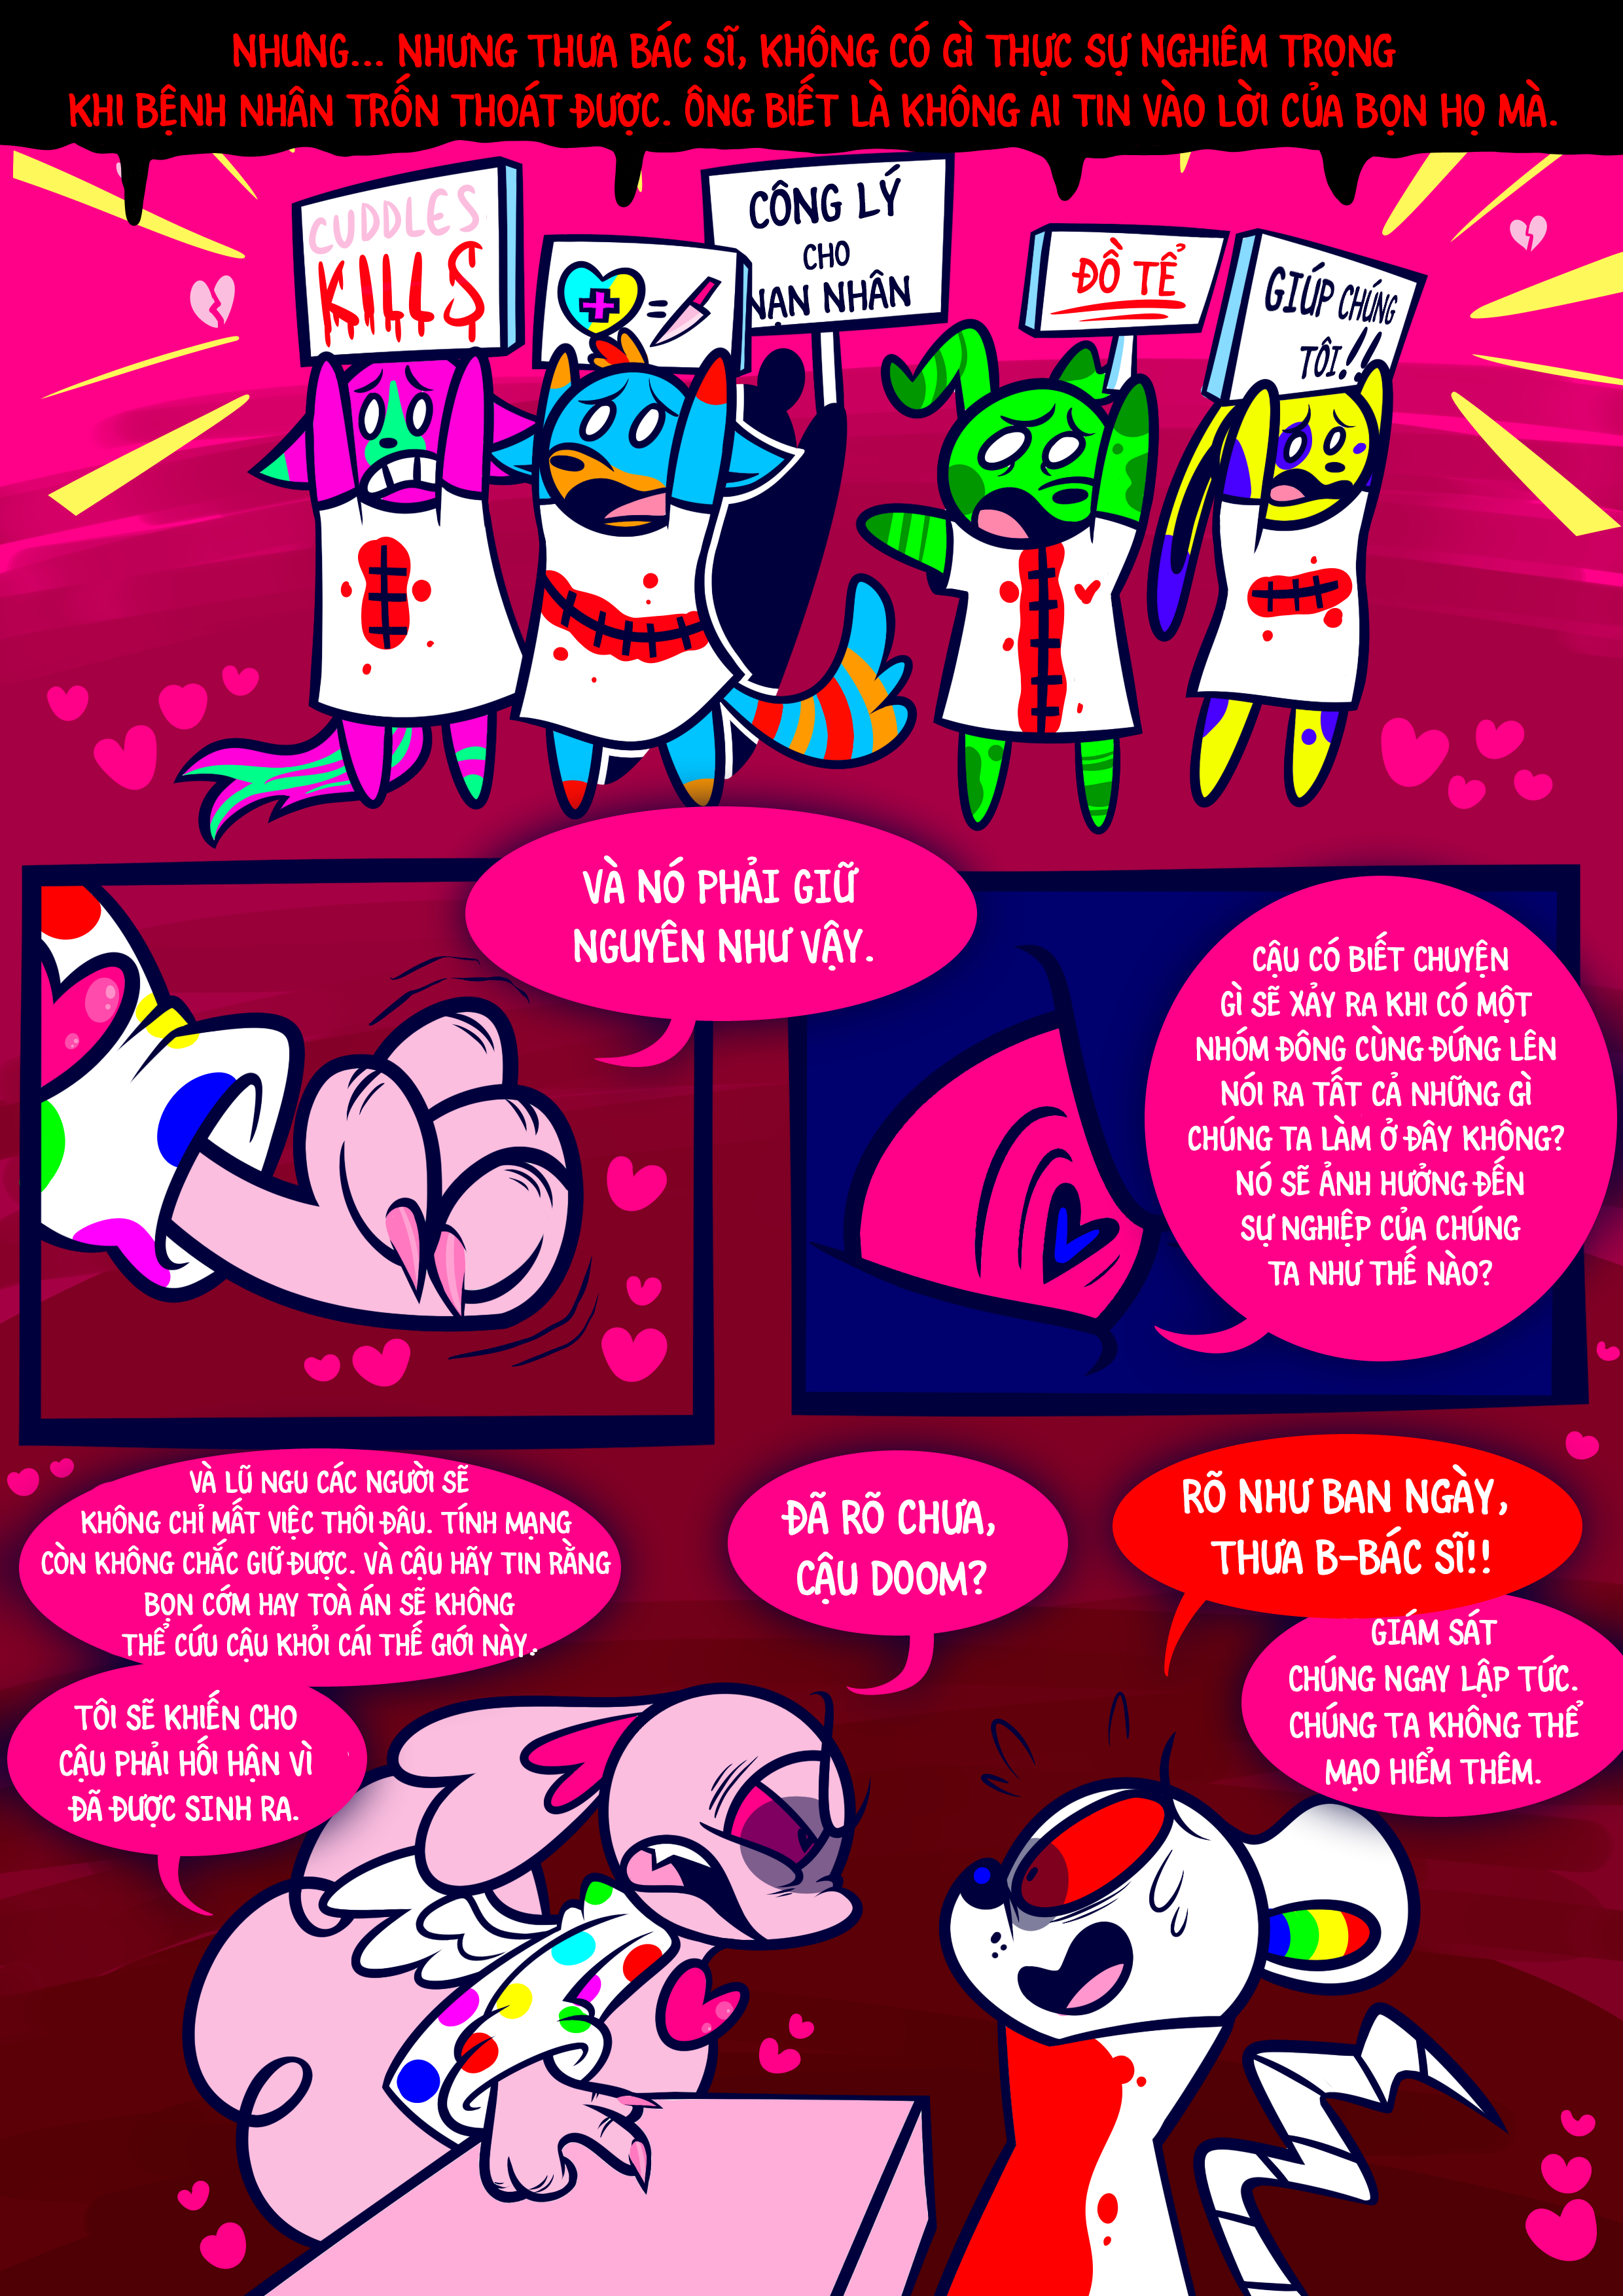 NHƯNG... NHƯNG THƯA BÁC SĨ, KHÔNG CÓ GÌ THỰC SỰ NGHIÊM TRỌNG
KHI BỆNH NHÂN TRỐN THOÁT ĐƯỢC. ÔNG BIẾT LÀ KHÔNG AI TIN VÀO LỜI CỦA BỌN HỌ MÀ.
CUDDLES
KILLS
=
CÔNG LÝ
CHO
NẠN NHÂN
ĐỒ TỂ
GIÚP CHÚNG
TÔI!!
VÀ NÓ PHẢI GIỮ
NGUYÊN NHƯ VẬY.
CẬU CÓ BIẾT CHUYỆN
GÌ SẼ XẢY RA KHI CÓ MỘT
NHÓM ĐÔNG CÙNG ĐỨNG LÊN
NÓI RA TẤT CẢ NHỮNG GÌ
CHÚNG TA LÀM Ở ĐÂY KHÔNG?
NÓ SẼ ẢNH HƯỞNG ĐẾN
SỰ NGHIỆP CỦA CHÚNG
TA NHƯ THẾ NÀO?
VÀ LŨ NGU CÁC NGƯỜI SẼ
KHÔNG CHỈ MẤT VIỆC THÔI ĐÂU. TÍNH MẠNG
CÒN KHÔNG CHẮC GIỮ ĐƯỢC. VÀ CẬU HÃY TIN RẰNG
BỌN CỚM HAY TOÀ ÁN SẼ KHÔNG
THỂ CỨU CẬU KHỎI CÁI THẾ GIỚI NÀY.
TÔI SẼ KHIẾN CHO
CẬU PHẢI HỐI HẬN VÌ
ĐÃ ĐƯỢC SINH RA.
ĐÃ RÕ CHƯA,
CẬU DOOM?
RÕ NHƯ BAN NGÀY,
THƯA B-BÁC SĨ!!
GIÁM SÁT
CHÚNG NGAY LẬP TỨC.
CHÚNG TA KHÔNG THỂ
MẠO HIỂM THÊM.